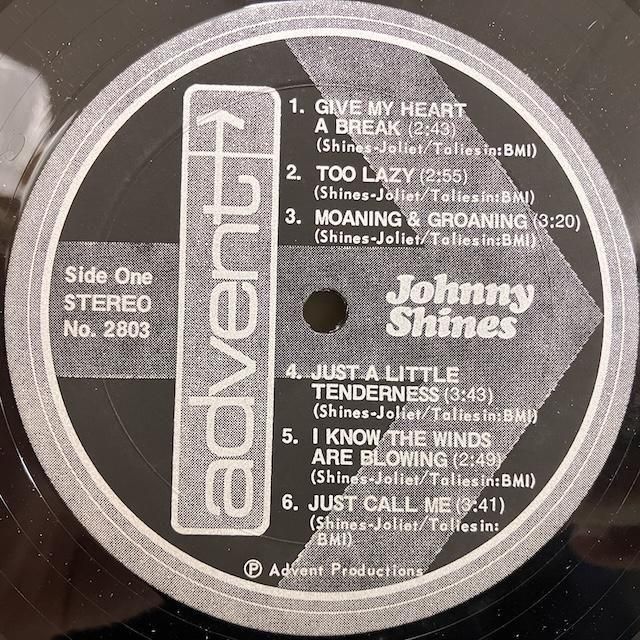 advent
Side One
STEREO
No. 2803
Johnny
Shines
1. GIVE MY HEART
A BREAK (2:43)
(Shines-Joliet/Taliesin:BMI)
2. TOO LAZY (2:55)
(Shines-Joliet/Taliesin:BMI)
3. MOANING & GROANING (3:20)
(Shines-Joliet/Taliesin:BMI)
4. JUST A LITTLE
TENDERNESS (3:43)
(Shines-Joliet/Taliesin:BMI)
5. I KNOW THE WINDS
ARE BLOWING (2:49)
(Shines-Joliet/Taliesin:BMI)
6. JUST CALL ME (3:41)
(Shines-Joliet/Taliesin:
BMI)
Ⓟ Advent Productions